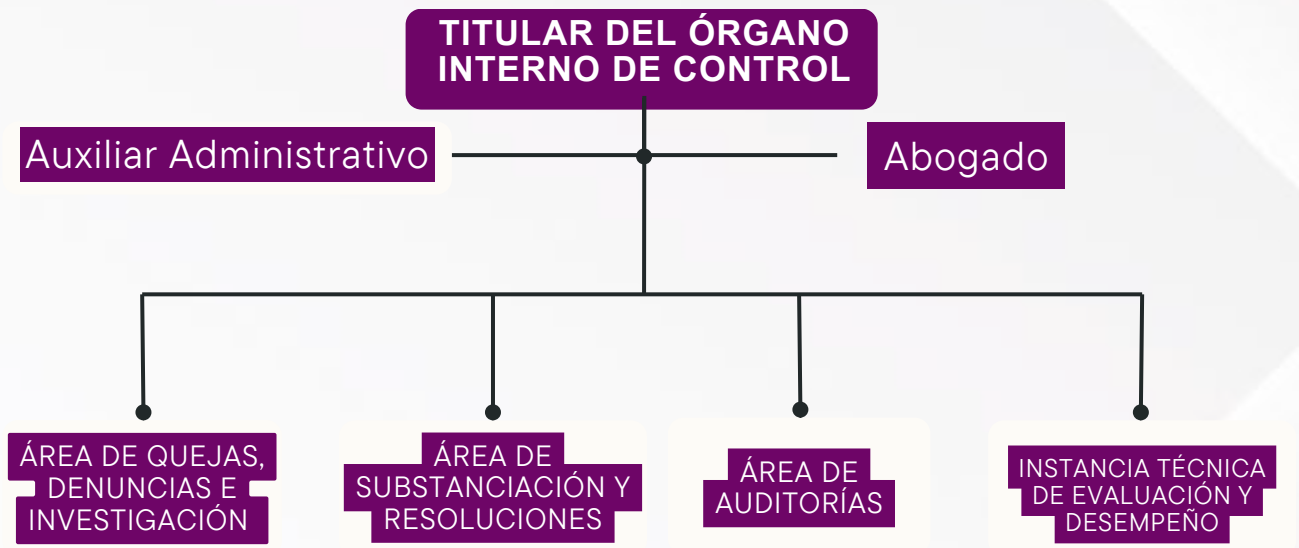 TITULAR DEL ÓRGANO
INTERNO DE CONTROL
Auxiliar Administrativo
Abogado
ÁREA DE QUEJAS,
DENUNCIAS E
INVESTIGACIÓN
ÁREA DE
SUBSTANCIACIÓN Y
RESOLUCIONES
ÁREA DE
AUDITORÍAS
INSTANCIA TÉCNICA
DE EVALUACIÓN Y
DESEMPEÑO